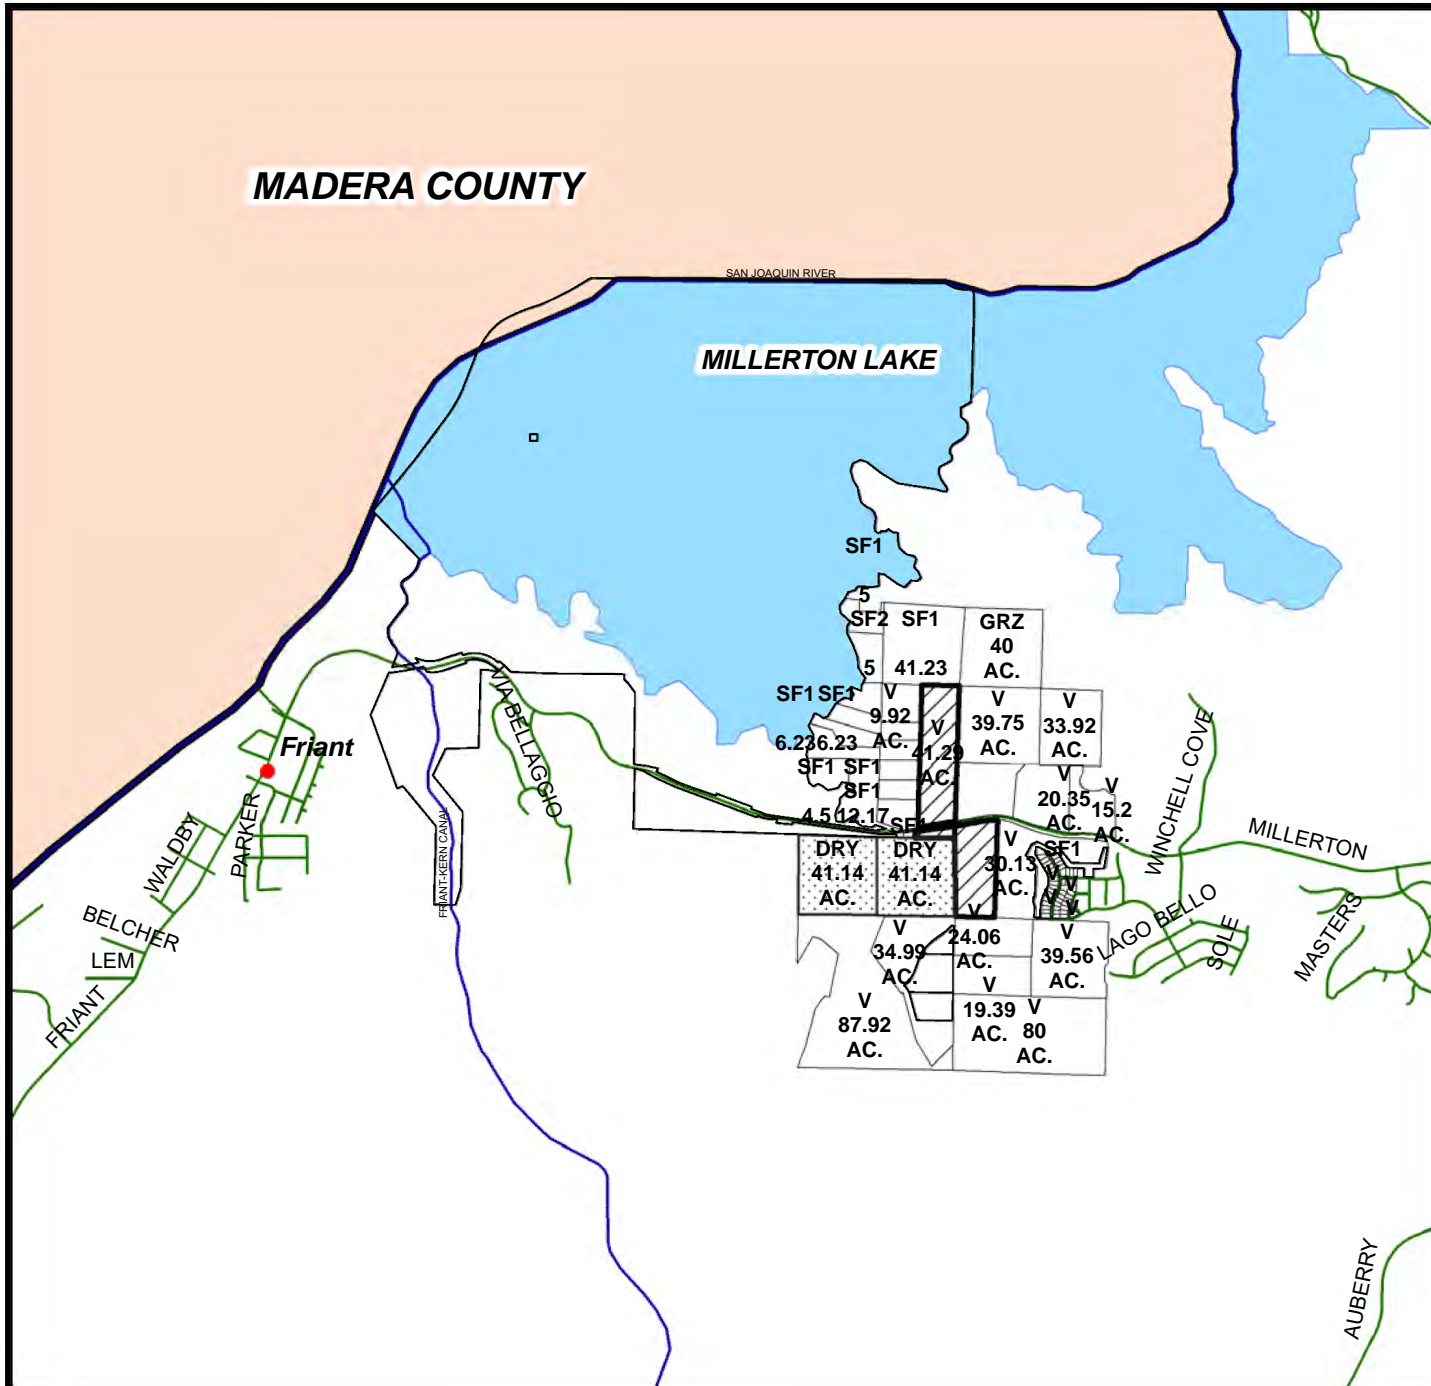 MADERA COUNTY
SAN JOAQUIN RIVER
MILLERTON LAKE
SF1
5
SF2
SF1
GRZ
40
AC.
5
41.23
SF1
SF1
V
9.92
AC.
V
41.29
AC.
V
39.75
AC.
V
33.92
AC.
6.23
6.23
SF1
SF1
SF1
4.5
12.17
SF1
V
20.35
AC.
V
15.2
AC.
DRY
41.14
AC.
DRY
41.14
AC.
V
30.13
AC.
SF1
V
V
V
V
V
24.06
AC.
V
34.99
AC.
V
39.56
AC.
V
87.92
AC.
V
19.39
AC.
V
80
AC.
Friant
VIA BELLAGGIO
FRIANT-KERN CANAL
WALDBY
PARKER
BELCHER
LEM
FRIANT
WINCHELL COVE
MILLERTON
LAGO BELLO
SOLE
MASTERS
AUBERRY